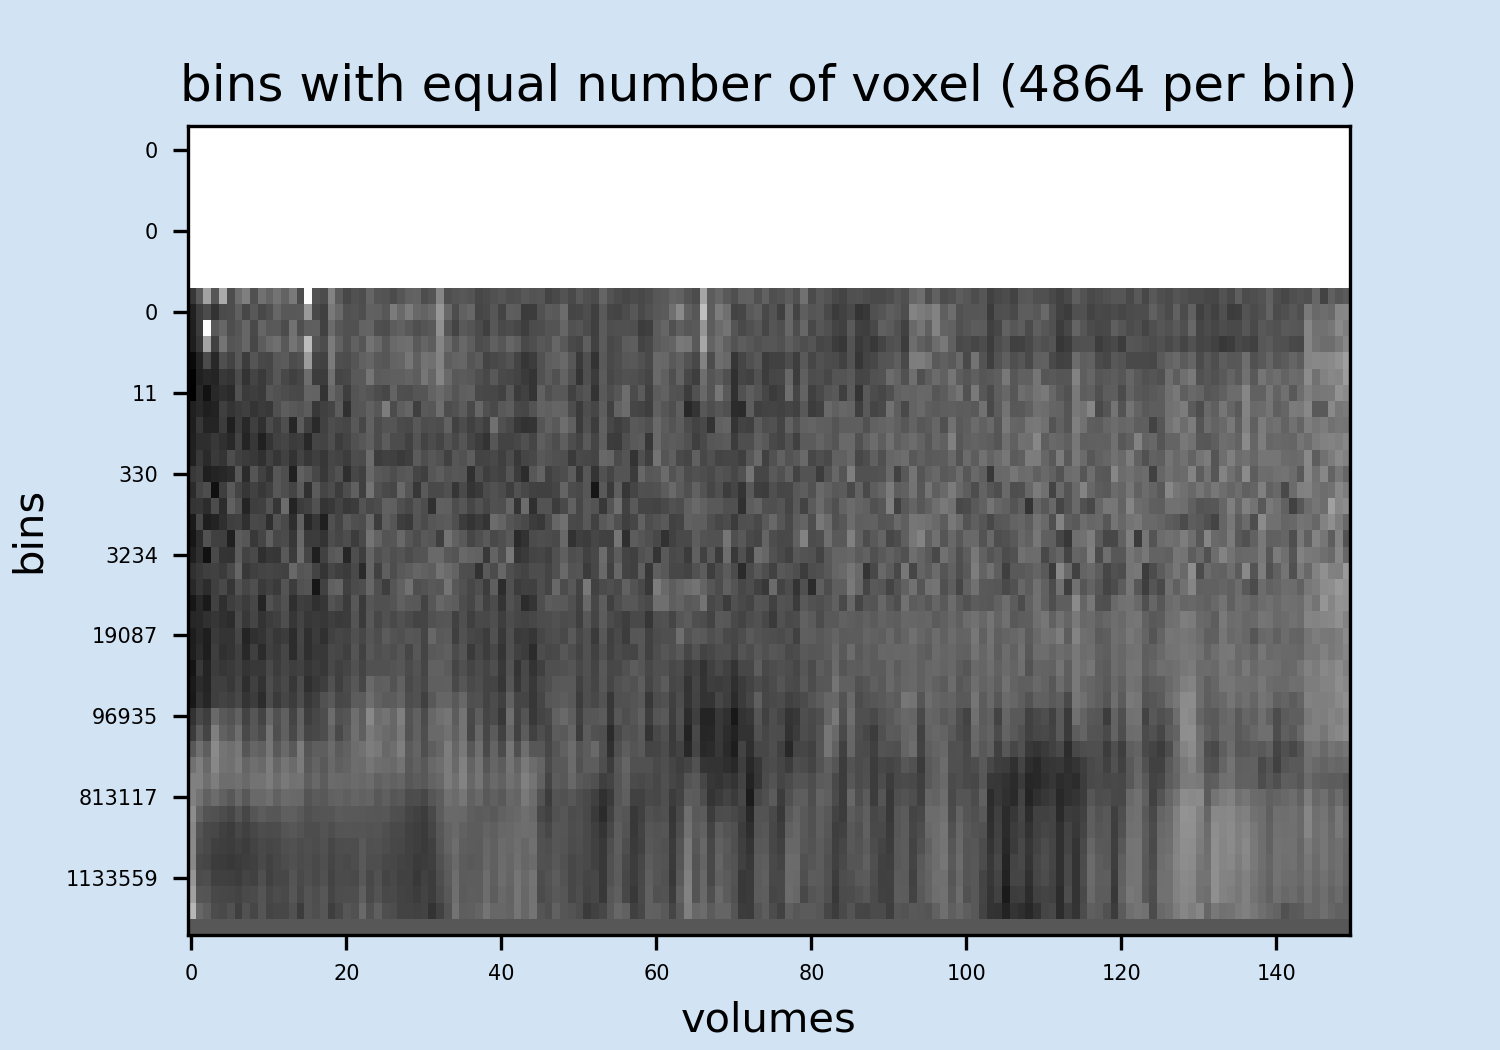 bins with equal number of voxel (4864 per bin)
0
0
0
11
330
3234
19087
96935
813117
1133559
bins
0 20 40 60 80 100 120 140
volumes